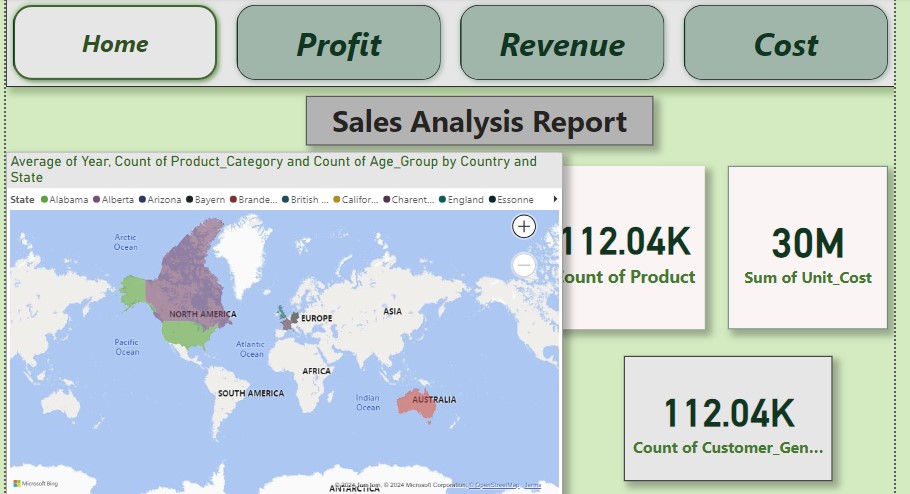 Home
Profit
Revenue
Cost
Sales Analysis Report
Average of Year, Count of Product_Category and Count of Age_Group by Country and
State
State Alabama Alberta Arizona Bayern Brande... British ... Califor... Charent... England Essonne
Arctic
Ocean
NORTH AMERICA
EUROPE
ASIA
Pacific
Ocean
Atlantic
Ocean
AFRICA
SOUTH AMERICA
Indian
Ocean
AUSTRALIA
ANTARCTICA
Microsoft Bing
© 2024 TomTom, © 2024 Microsoft Corporation, © OpenStreetMap Terms
112.04K
ount of Product
30M
Sum of Unit_Cost
112.04K
Count of Customer_Gen...